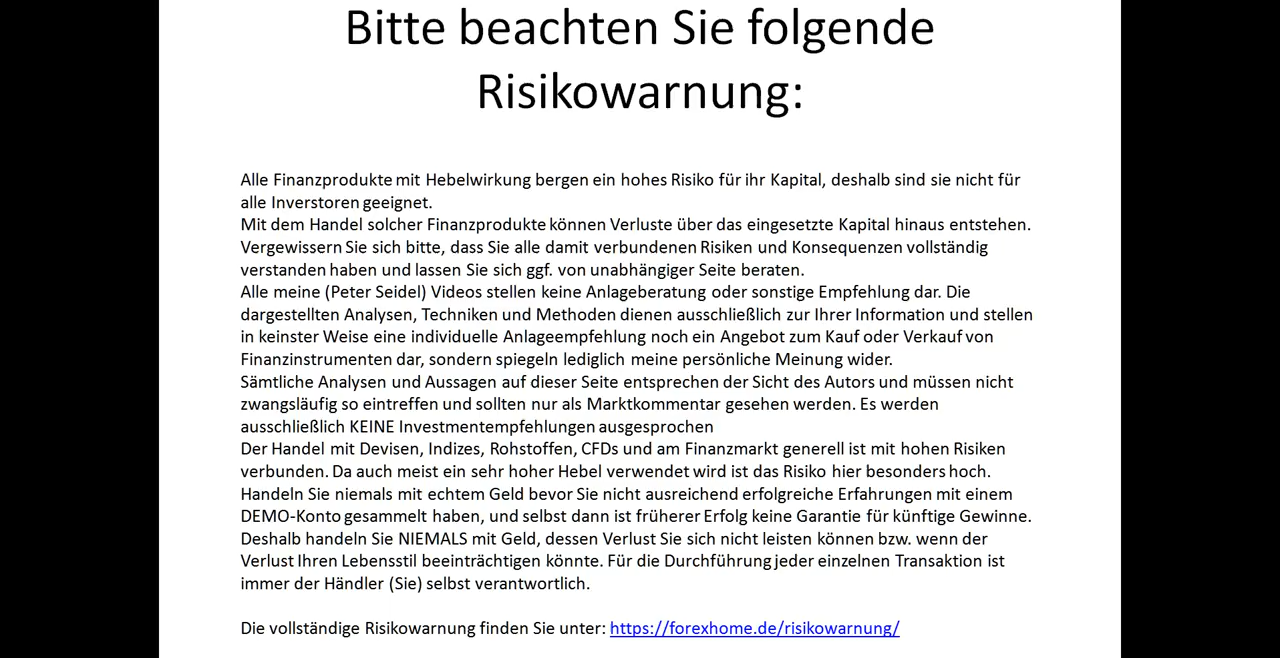 Bitte beachten Sie folgende
Risikowarnung:
Alle Finanzprodukte mit Hebelwirkung bergen ein hohes Risiko für ihr Kapital, deshalb sind sie nicht für
alle Inverstoren geeignet.
Mit dem Handel solcher Finanzprodukte können Verluste über das eingesetzte Kapital hinaus entstehen.
Vergewissern Sie sich bitte, dass Sie alle damit verbundenen Risiken und Konsequenzen vollständig
verstanden haben und lassen Sie sich ggf. von unabhängiger Seite beraten.
Alle meine (Peter Seidel) Videos stellen keine Anlageberatung oder sonstige Empfehlung dar. Die
dargestellten Analysen, Techniken und Methoden dienen ausschließlich zur Ihrer Information und stellen
in keinster Weise eine individuelle Anlageempfehlung noch ein Angebot zum Kauf oder Verkauf von
Finanzinstrumenten dar, sondern spiegeln lediglich meine persönliche Meinung wider.
Sämtliche Analysen und Aussagen auf dieser Seite entsprechen der Sicht des Autors und müssen nicht
zwangsläufig so eintreffen und sollten nur als Marktkommentar gesehen werden. Es werden
ausschließlich KEINE Investmentempfehlungen ausgesprochen
Der Handel mit Devisen, Indizes, Rohstoffen, CFDs und am Finanzmarkt generell ist mit hohen Risiken
verbunden. Da auch meist ein sehr hoher Hebel verwendet wird ist das Risiko hier besonders hoch.
Handeln Sie niemals mit echtem Geld bevor Sie nicht ausreichend erfolgreiche Erfahrungen mit einem
DEMO-Konto gesammelt haben, und selbst dann ist früherer Erfolg keine Garantie für künftige Gewinne.
Deshalb handeln Sie NIEMALS mit Geld, dessen Verlust Sie sich nicht leisten können bzw. wenn der
Verlust Ihren Lebensstil beeinträchtigen könnte. Für die Durchführung jeder einzelnen Transaktion ist
immer der Händler (Sie) selbst verantwortlich.
Die vollständige Risikowarnung finden Sie unter: https://forexhome.de/risikowarnung/